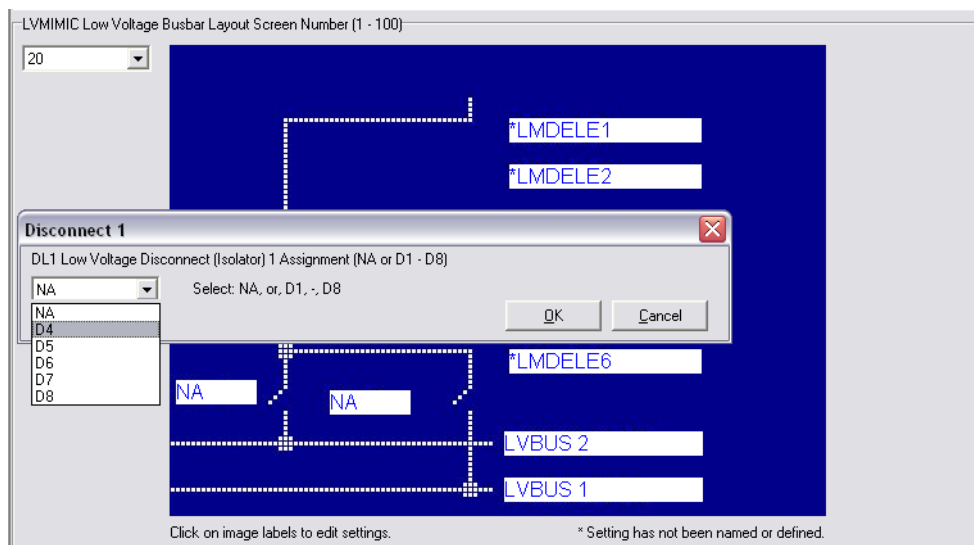 LVMIMIC Low Voltage Busbar Layout Screen Number (1 - 100)
20
*LMDELE1
*LMDELE2
Disconnect 1
DL1 Low Voltage Disconnect (Isolator) 1 Assignment (NA or D1 - D8)
NA
Select: NA, or, D1, -, D8
NA
D4
D5
D6
D7
D8
OK
Cancel
*LMDELE6
NA
NA
LVBUS 2
LVBUS 1
Click on image labels to edit settings.
* Setting has not been named or defined.